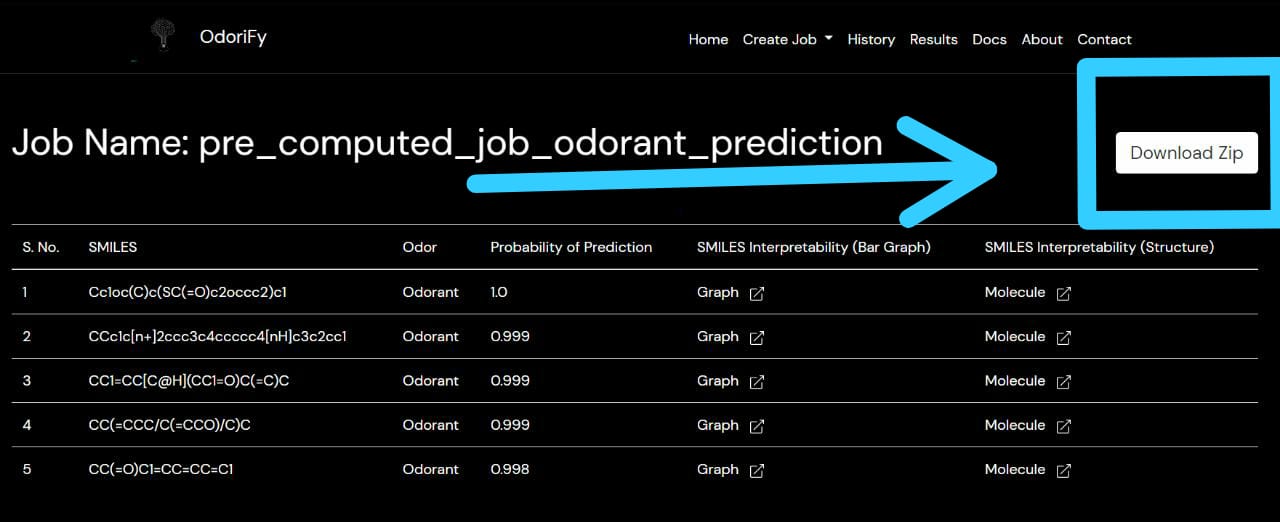 OdoriFy
Home Create Job History Results Docs About Contact
Job Name: pre_computed_job_odorant_prediction
Download Zip
S. No. SMILES Odor Probability of Prediction SMILES Interpretability (Bar Graph) SMILES Interpretability (Structure)
1 Cc1oc(C)c(SC(=O)c2occc2)c1 Odorant 1.0 Graph Molecule
2 CCc1c[n+]2ccc3c4ccccc4[nH]c3c2cc1 Odorant 0.999 Graph Molecule
3 CC1=CC[C@H](CC1=O)C(=C)C Odorant 0.999 Graph Molecule
4 CC(=CCC/C(=CCO)/C)C Odorant 0.999 Graph Molecule
5 CC(=O)C1=CC=CC=C1 Odorant 0.998 Graph Molecule